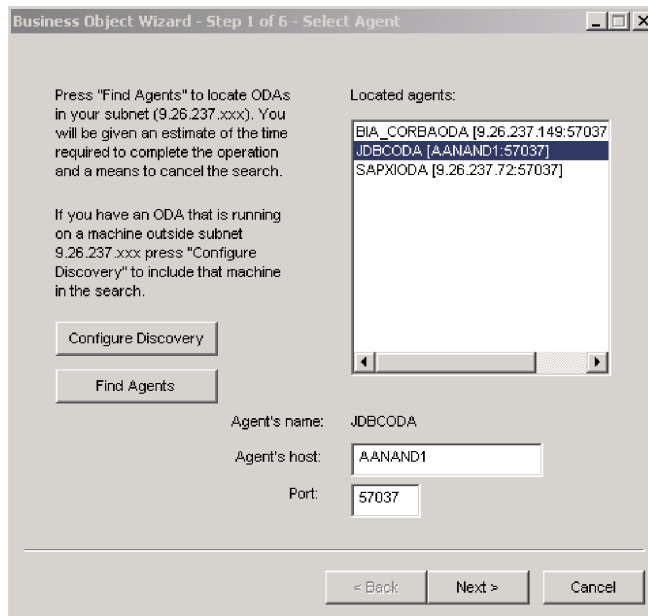 Business Object Wizard - Step 1 of 6 - Select Agent
Press "Find Agents" to locate ODAs
in your subnet (9.26.237.xxx). You
will be given an estimate of the time
required to complete the operation
and a means to cancel the search.
If you have an ODA that is running
on a machine outside subnet
9.26.237.xxx press "Configure
Discovery" to include that machine
in the search.
Configure Discovery
Find Agents
Located agents:
BIA_CORBAODA [9.26.237.149:57037
JDBCODA [AANAND1:57037]
SAPXIODA [9.26.237.72:57037]
Agent's name: JDBCODA
Agent's host: AANAND1
Port: 57037
< Back
Next >
Cancel